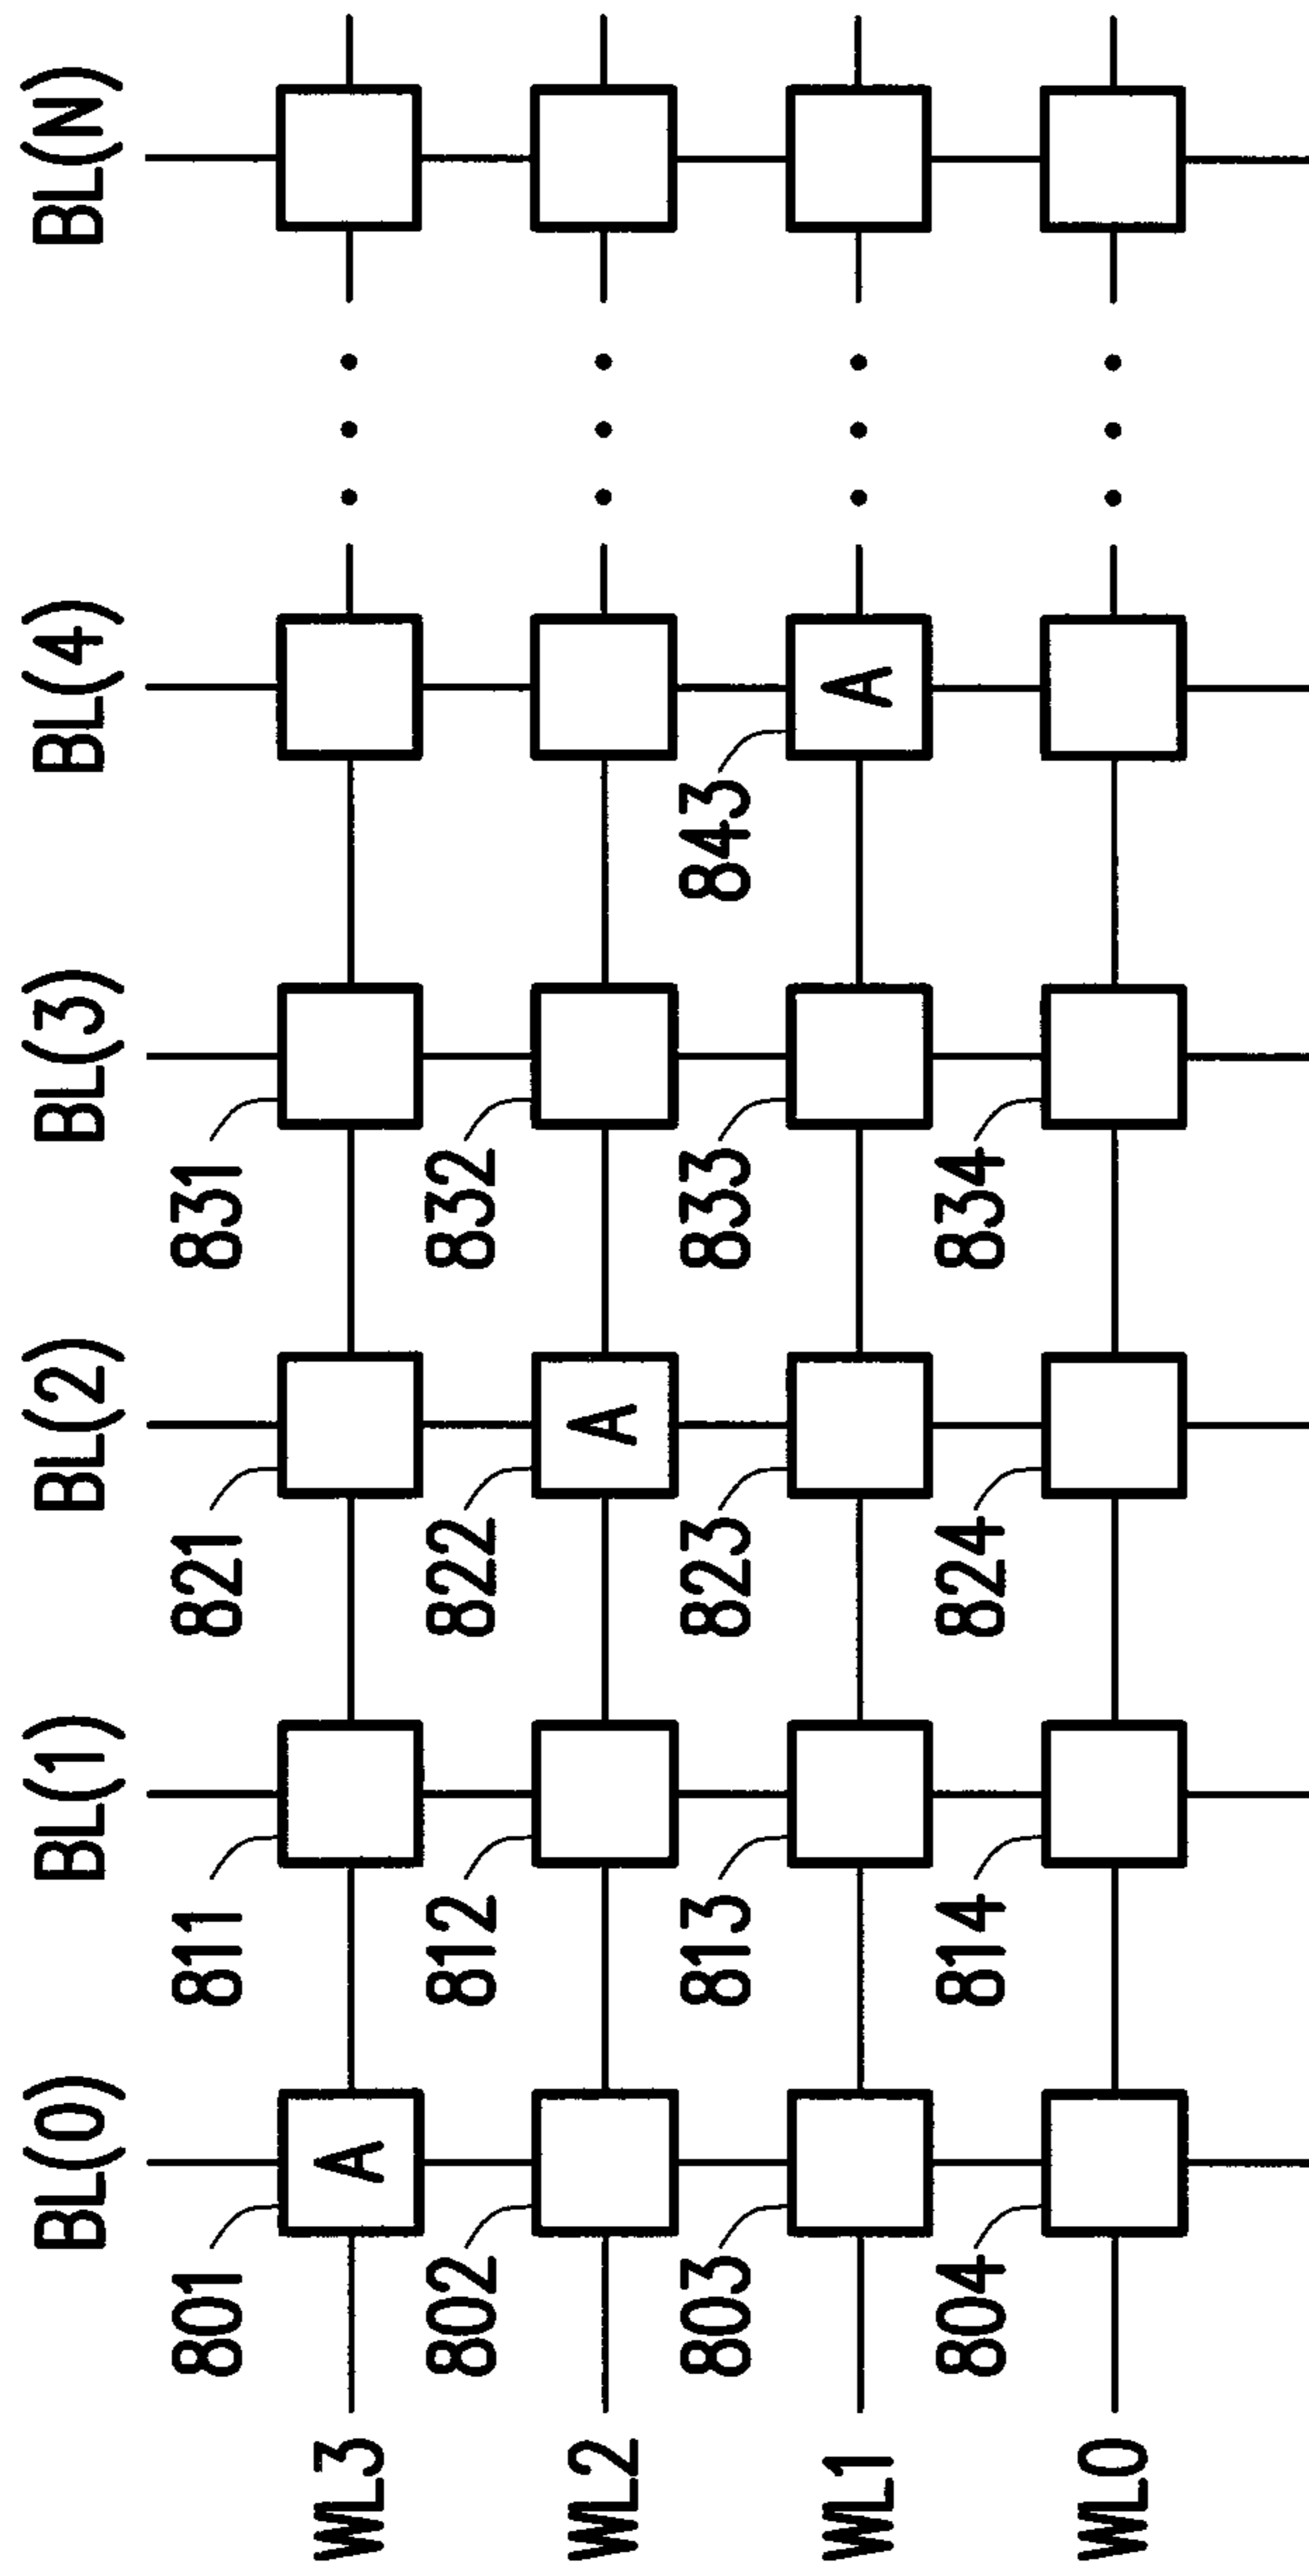 BL(0) BL(1) BL(2) BL(3) BL(4) BL(N)
801 811 821 831
WL3 A
802 812 822 832
WL2 A
803 813 823 833 843
WL1 A
804 814 824 834
WL0